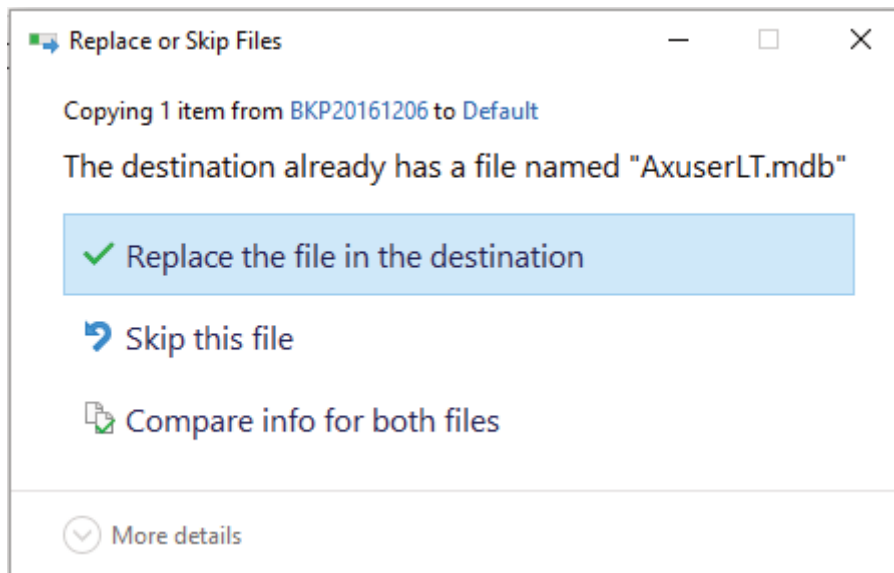 Replace or Skip Files
Copying 1 item from BKP20161206 to Default
The destination already has a file named "AxuserLT.mdb"
Replace the file in the destination
Skip this file
Compare info for both files
More details